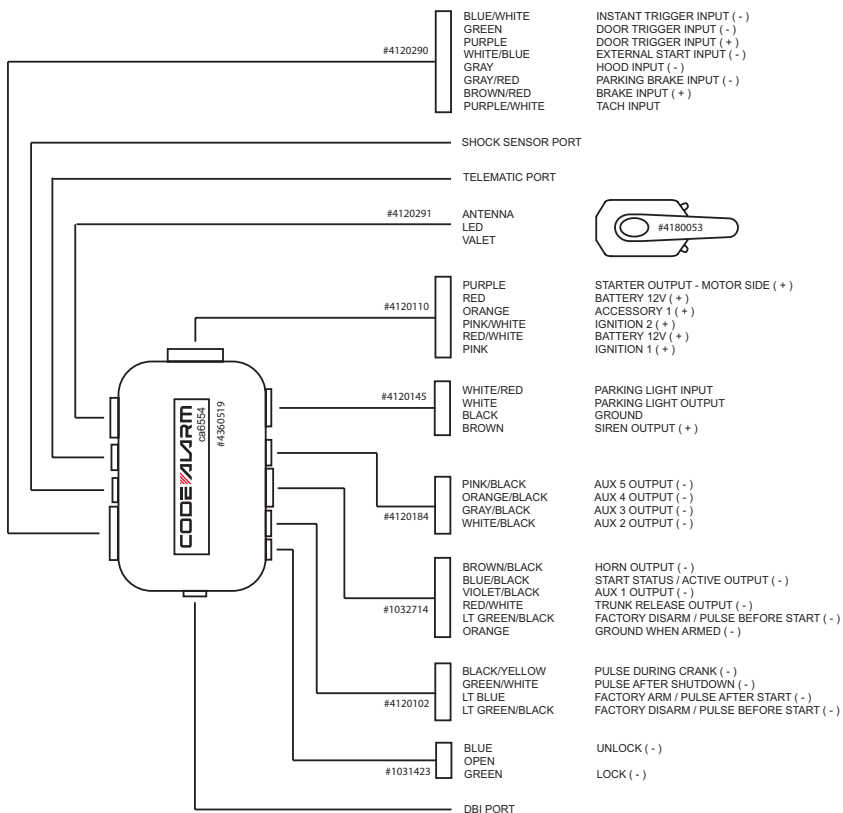 #4120290
BLUE/WHITE INSTANT TRIGGER INPUT ( - )
GREEN DOOR TRIGGER INPUT ( - )
PURPLE DOOR TRIGGER INPUT ( + )
WHITE/BLUE EXTERNAL START INPUT ( - )
GRAY HOOD INPUT ( - )
GRAY/RED PARKING BRAKE INPUT ( - )
BROWN/RED BRAKE INPUT ( + )
PURPLE/WHITE TACH INPUT
SHOCK SENSOR PORT
TELEMATIC PORT
#4120291
ANTENNA
LED
VALET
#4180053
#4120110
PURPLE STARTER OUTPUT - MOTOR SIDE ( + )
RED BATTERY 12V ( + )
ORANGE ACCESSORY 1 ( + )
PINK/WHITE IGNITION 2 ( + )
RED/WHITE BATTERY 12V ( + )
PINK IGNITION 1 ( + )
CODE ALARM
ca6554
#4360519
#4120145
WHITE/RED PARKING LIGHT INPUT
WHITE PARKING LIGHT OUTPUT
BLACK GROUND
BROWN SIREN OUTPUT ( + )
#4120184
PINK/BLACK AUX 5 OUTPUT ( - )
ORANGE/BLACK AUX 4 OUTPUT ( - )
GRAY/BLACK AUX 3 OUTPUT ( - )
WHITE/BLACK AUX 2 OUTPUT ( - )
#1032714
BROWN/BLACK HORN OUTPUT ( - )
BLUE/BLACK START STATUS / ACTIVE OUTPUT ( - )
VIOLET/BLACK AUX 1 OUTPUT ( - )
RED/WHITE TRUNK RELEASE OUTPUT ( - )
LT GREEN/BLACK FACTORY DISARM / PULSE BEFORE START ( - )
ORANGE GROUND WHEN ARMED ( - )
#4120102
BLACK/YELLOW PULSE DURING CRANK ( - )
GREEN/WHITE PULSE AFTER SHUTDOWN ( - )
LT BLUE FACTORY ARM / PULSE AFTER START ( - )
LT GREEN/BLACK FACTORY DISARM / PULSE BEFORE START ( - )
#1031423
BLUE UNLOCK ( - )
OPEN
GREEN LOCK ( - )
DBI PORT